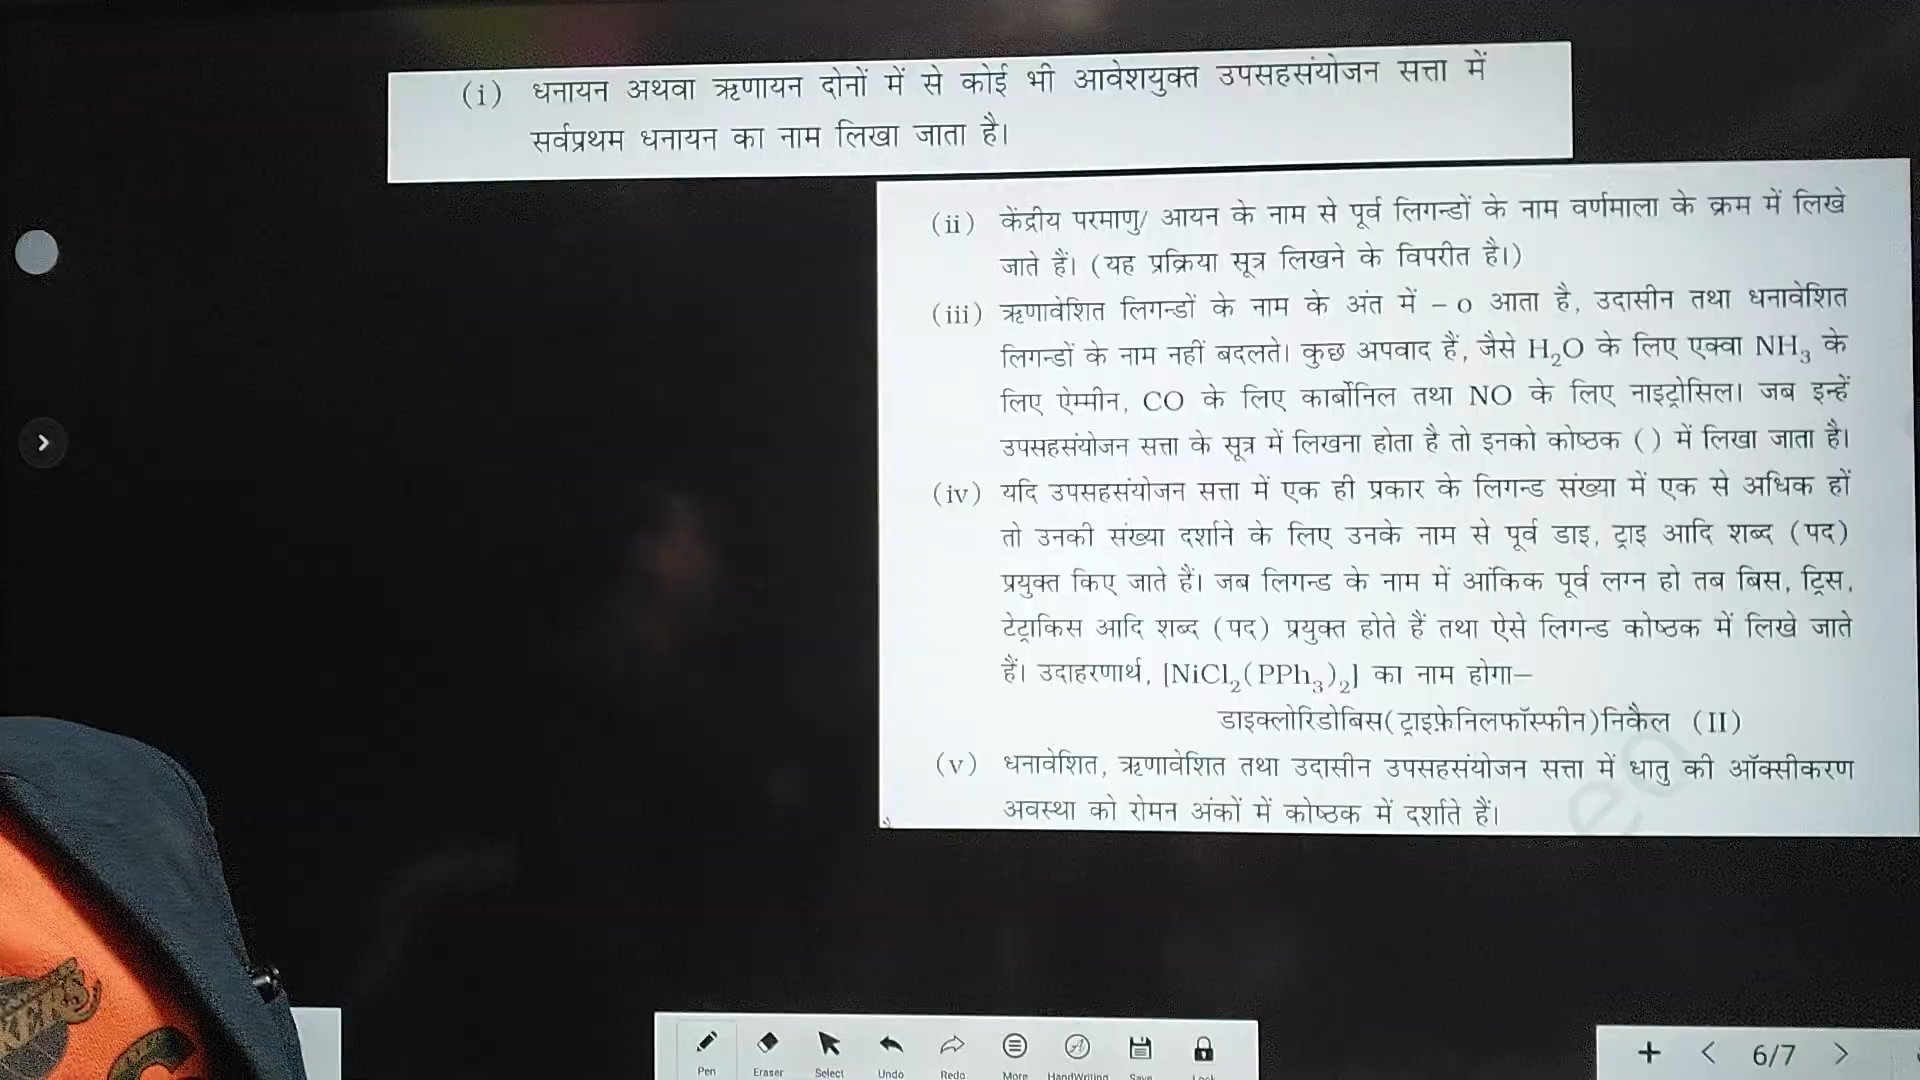 (i) धनायन अथवा ऋणायन दोनों में से कोई भी आवेशयुक्त उपसहसंयोजन सत्ता में
सर्वप्रथम धनायन का नाम लिखा जाता है।
(ii) केंद्रीय परमाणु/ आयन के नाम से पूर्व लिगन्डों के नाम वर्णमाला के क्रम में लिखे
जाते हैं। (यह प्रक्रिया सूत्र लिखने के विपरीत है।)
(iii) ऋणावेशित लिगन्डों के नाम के अंत में – o आता है, उदासीन तथा धनावेशित
लिगन्डों के नाम नहीं बदलते। कुछ अपवाद हैं, जैसे H₂O के लिए एक्वा NH₃ के
लिए ऐम्मीन, CO के लिए कार्बोनिल तथा NO के लिए नाइट्रोसिल। जब इन्हें
उपसहसंयोजन सत्ता के सूत्र में लिखना होता है तो इनको कोष्ठक ( ) में लिखा जाता है।
(iv) यदि उपसहसंयोजन सत्ता में एक ही प्रकार के लिगन्ड संख्या में एक से अधिक हों
तो उनकी संख्या दर्शाने के लिए उनके नाम से पूर्व डाइ, ट्राइ आदि शब्द (पद)
प्रयुक्त किए जाते हैं। जब लिगन्ड के नाम में आंकिक पूर्व लग्न हो तब बिस, ट्रिस,
टेट्राकिस आदि शब्द (पद) प्रयुक्त होते हैं तथा ऐसे लिगन्ड कोष्ठक में लिखे जाते
हैं। उदाहरणार्थ, [NiCl₂(PPh₃)₂] का नाम होगा–
डाइक्लोरिडोबिस(ट्राइफ़ेनिलफॉस्फीन)निकैल (II)
(v) धनावेशित, ऋणावेशित तथा उदासीन उपसहसंयोजन सत्ता में धातु की ऑक्सीकरण
अवस्था को रोमन अंकों में कोष्ठक में दर्शाते हैं।
Pen Eraser Select Undo Redo More HandWriting Save
+ < 6/7 >